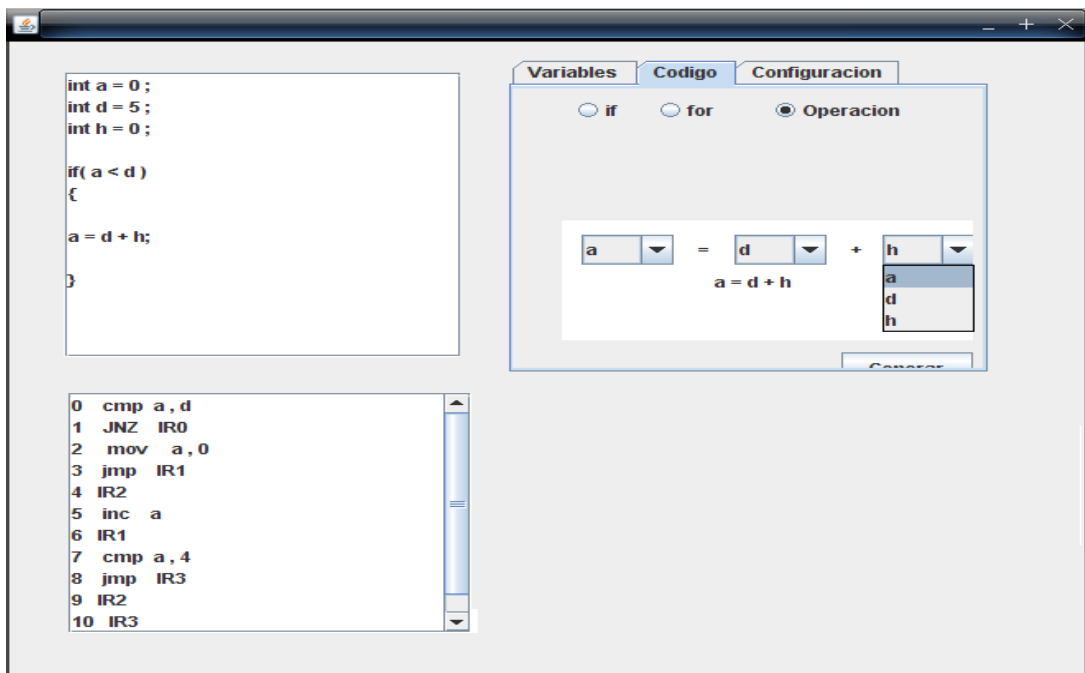 int a = 0 ;
int d = 5 ;
int h = 0 ;
if( a < d )
{
a = d + h;
}
Variables Codigo Configuracion
if for Operacion
a = d + h
a = d + h
a
d
h
Generar
0 cmp a , d
1 JNZ IR0
2 mov a , 0
3 jmp IR1
4 IR2
5 inc a
6 IR1
7 cmp a , 4
8 jmp IR3
9 IR2
10 IR3